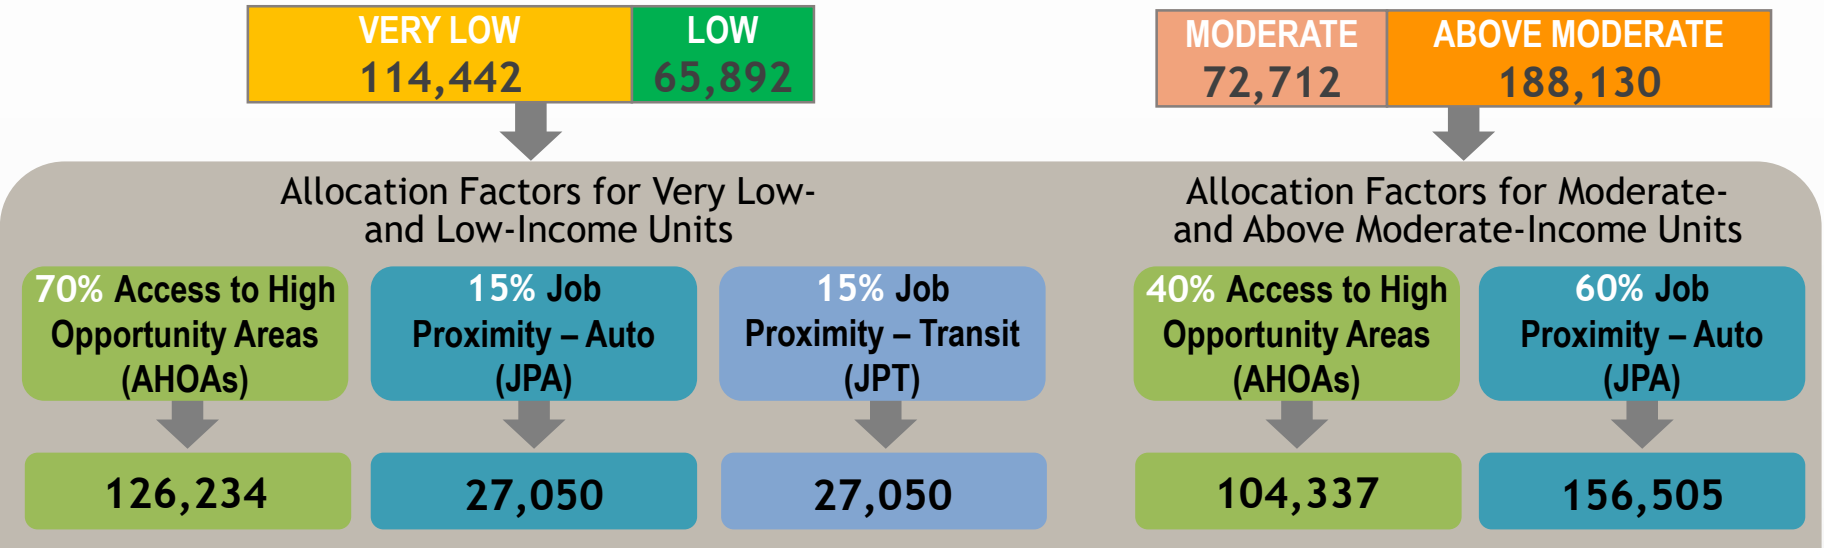 VERY LOW
114,442
LOW
65,892
MODERATE
72,712
ABOVE MODERATE
188,130
Allocation Factors for Very Low-
and Low-Income Units
70% Access to High
Opportunity Areas
(AHOAs)
126,234
15% Job
Proximity – Auto
(JPA)
27,050
15% Job
Proximity – Transit
(JPT)
27,050
Allocation Factors for Moderate-
and Above Moderate-Income Units
40% Access to High
Opportunity Areas
(AHOAs)
104,337
60% Job
Proximity – Auto
(JPA)
156,505